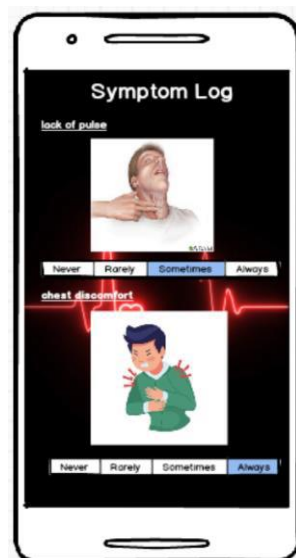 Symptom Log
lack of pulse
Never Rarely Sometimes Always
chest discomfort
Never Rarely Sometimes Always